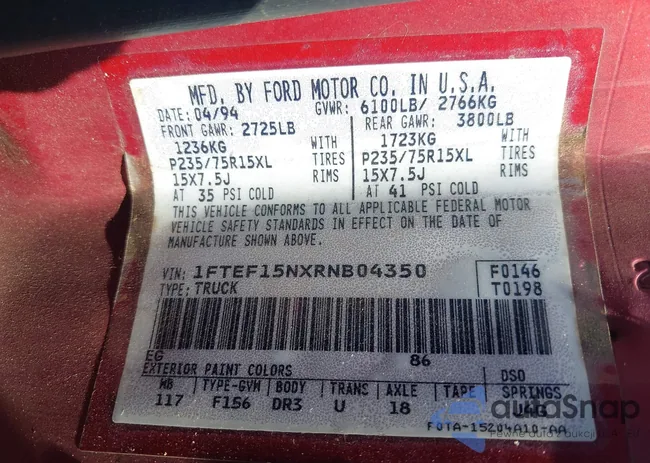 MFD. BY FORD MOTOR CO. IN U.S.A.
DATE: 04/94 GVWR: 6100LB/ 2766KG
FRONT GAWR: 2725LB REAR GAWR: 3800LB
1236KG WITH 1723KG WITH
P235/75R15XL TIRES P235/75R15XL TIRES
15X7.5J RIMS 15X7.5J RIMS
AT 35 PSI COLD AT 41 PSI COLD
THIS VEHICLE CONFORMS TO ALL APPLICABLE FEDERAL MOTOR
VEHICLE SAFETY STANDARDS IN EFFECT ON THE DATE OF
MANUFACTURE SHOWN ABOVE.
VIN: 1FTEF15NXRNB04350 F0146
TYPE: TRUCK T0198
EG 86
EXTERIOR PAINT COLORS DSO
WB TYPE-GVW BODY TRANS AXLE TAPE SPRINGS
117 F156 DR3 U 18 L4G
F0TA-15204A10-AA
autoSnap
Pewne auta z aukcji